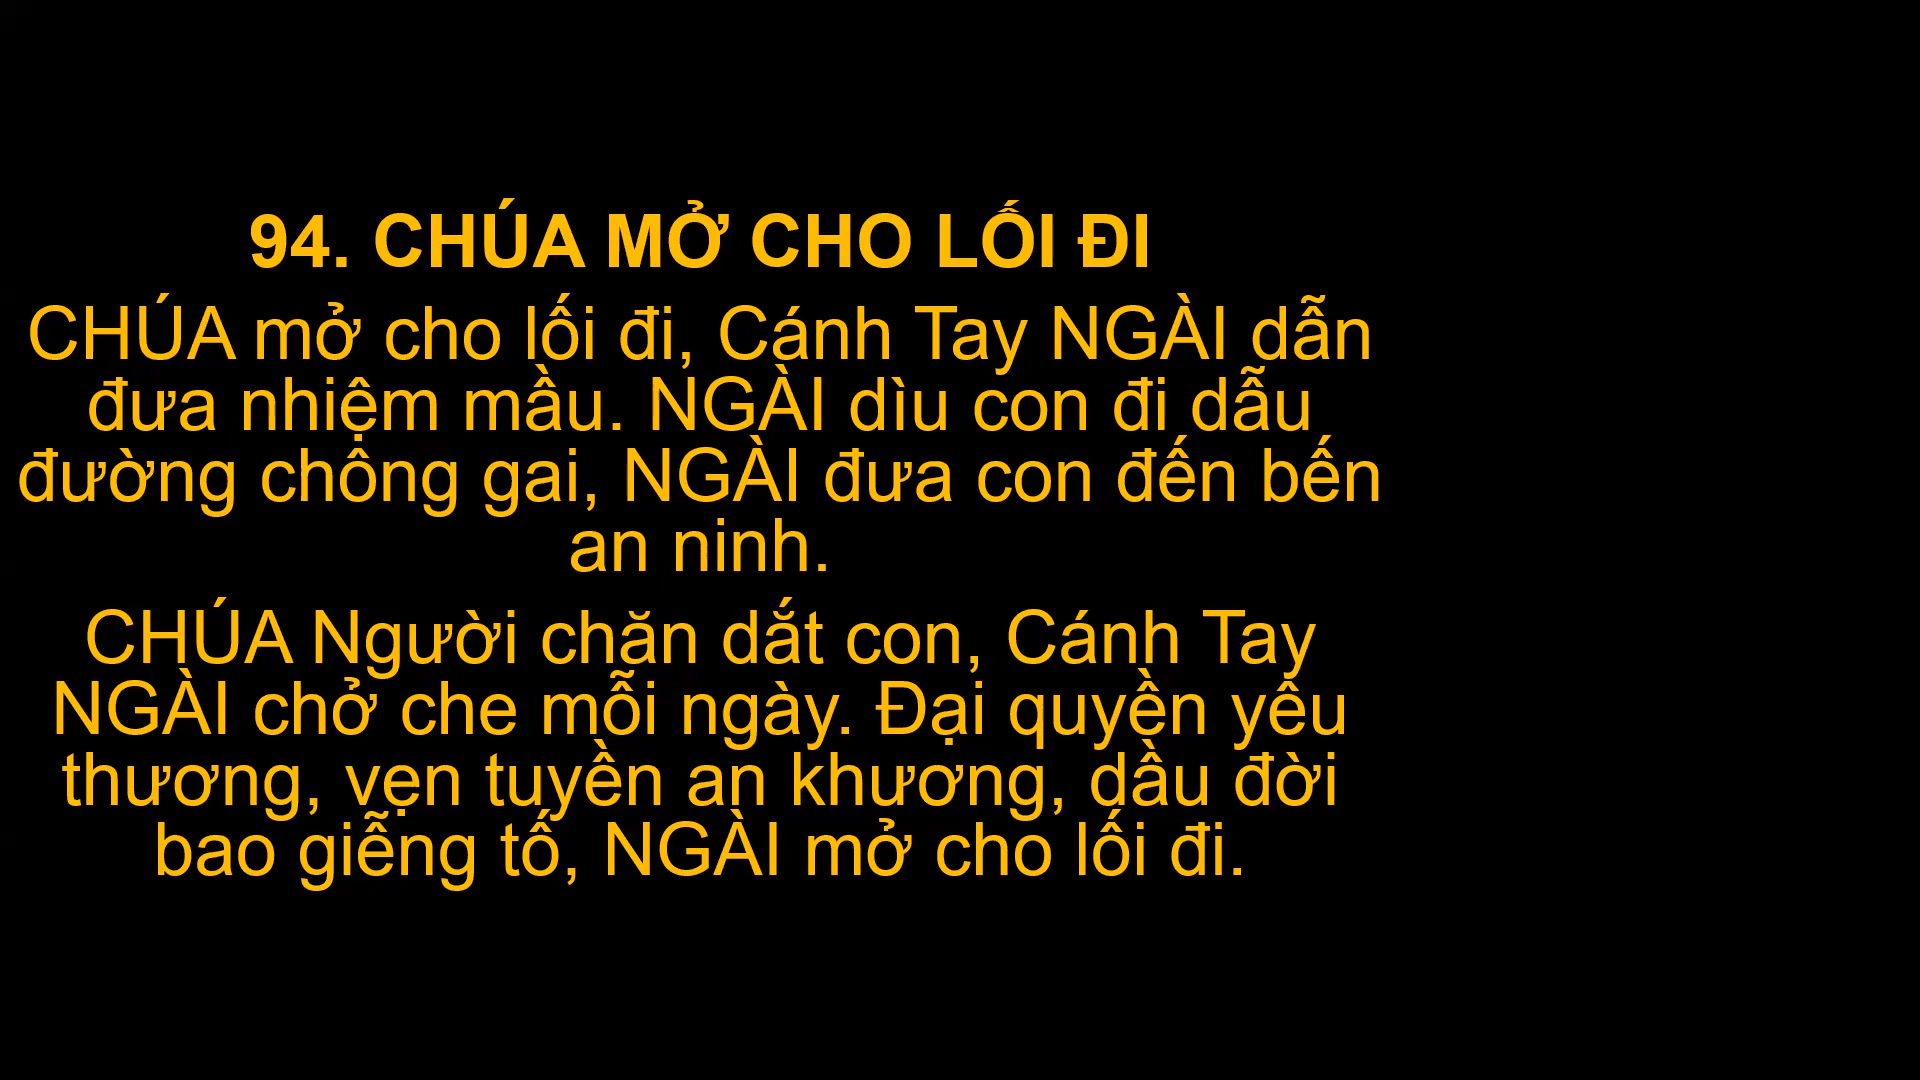 94. CHÚA MỞ CHO LỐI ĐI
CHÚA mở cho lối đi, Cánh Tay NGÀI dẫn
đưa nhiệm mầu. NGÀI dìu con đi dẫu
đường chông gai, NGÀI đưa con đến bến
an ninh.
CHÚA Người chăn dắt con, Cánh Tay
NGÀI chở che mỗi ngày. Đại quyền yêu
thương, vẹn tuyền an khương, dầu đời
bao giễng tố, NGÀI mở cho lối đi.